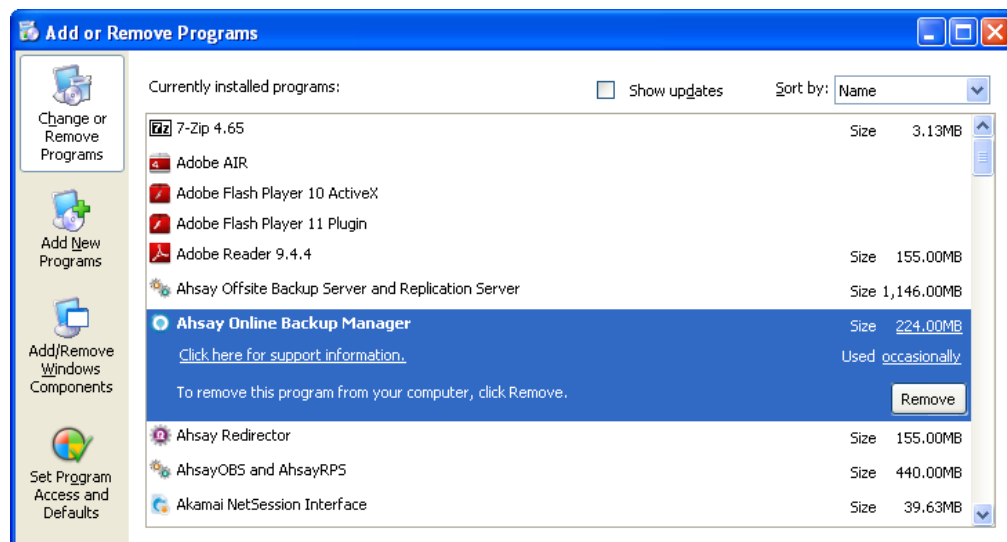 Add or Remove Programs
Change or
Remove
Programs
Add New
Programs
Add/Remove
Windows
Components
Set Program
Access and
Defaults
Currently installed programs:
Show updates
Sort by: Name
7z 7-Zip 4.65 Size 3.13MB
Adobe AIR
Adobe Flash Player 10 ActiveX
Adobe Flash Player 11 Plugin
Adobe Reader 9.4.4 Size 155.00MB
Ahsay Offsite Backup Server and Replication Server Size 1,146.00MB
Ahsay Online Backup Manager Size 224.00MB
Click here for support information. Used occasionally
To remove this program from your computer, click Remove. Remove
Ahsay Redirector Size 155.00MB
AhsayOBS and AhsayRPS Size 440.00MB
Akamai NetSession Interface Size 39.63MB